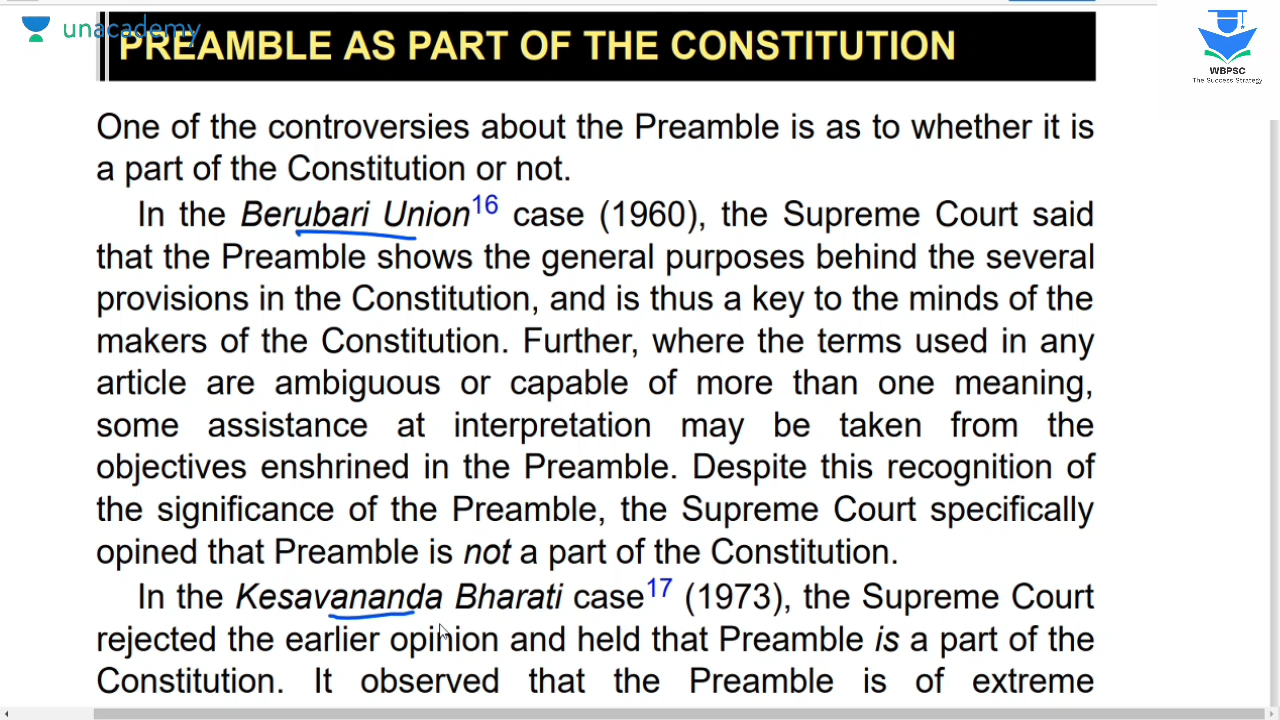 unacademy
PREAMBLE AS PART OF THE CONSTITUTION
WBPSC
The Success Strategy
One of the controversies about the Preamble is as to whether it is
a part of the Constitution or not.
In the Berubari Union16 case (1960), the Supreme Court said
that the Preamble shows the general purposes behind the several
provisions in the Constitution, and is thus a key to the minds of the
makers of the Constitution. Further, where the terms used in any
article are ambiguous or capable of more than one meaning,
some assistance at interpretation may be taken from the
objectives enshrined in the Preamble. Despite this recognition of
the significance of the Preamble, the Supreme Court specifically
opined that Preamble is not a part of the Constitution.
In the Kesavananda Bharati case17 (1973), the Supreme Court
rejected the earlier opinion and held that Preamble is a part of the
Constitution. It observed that the Preamble is of extreme